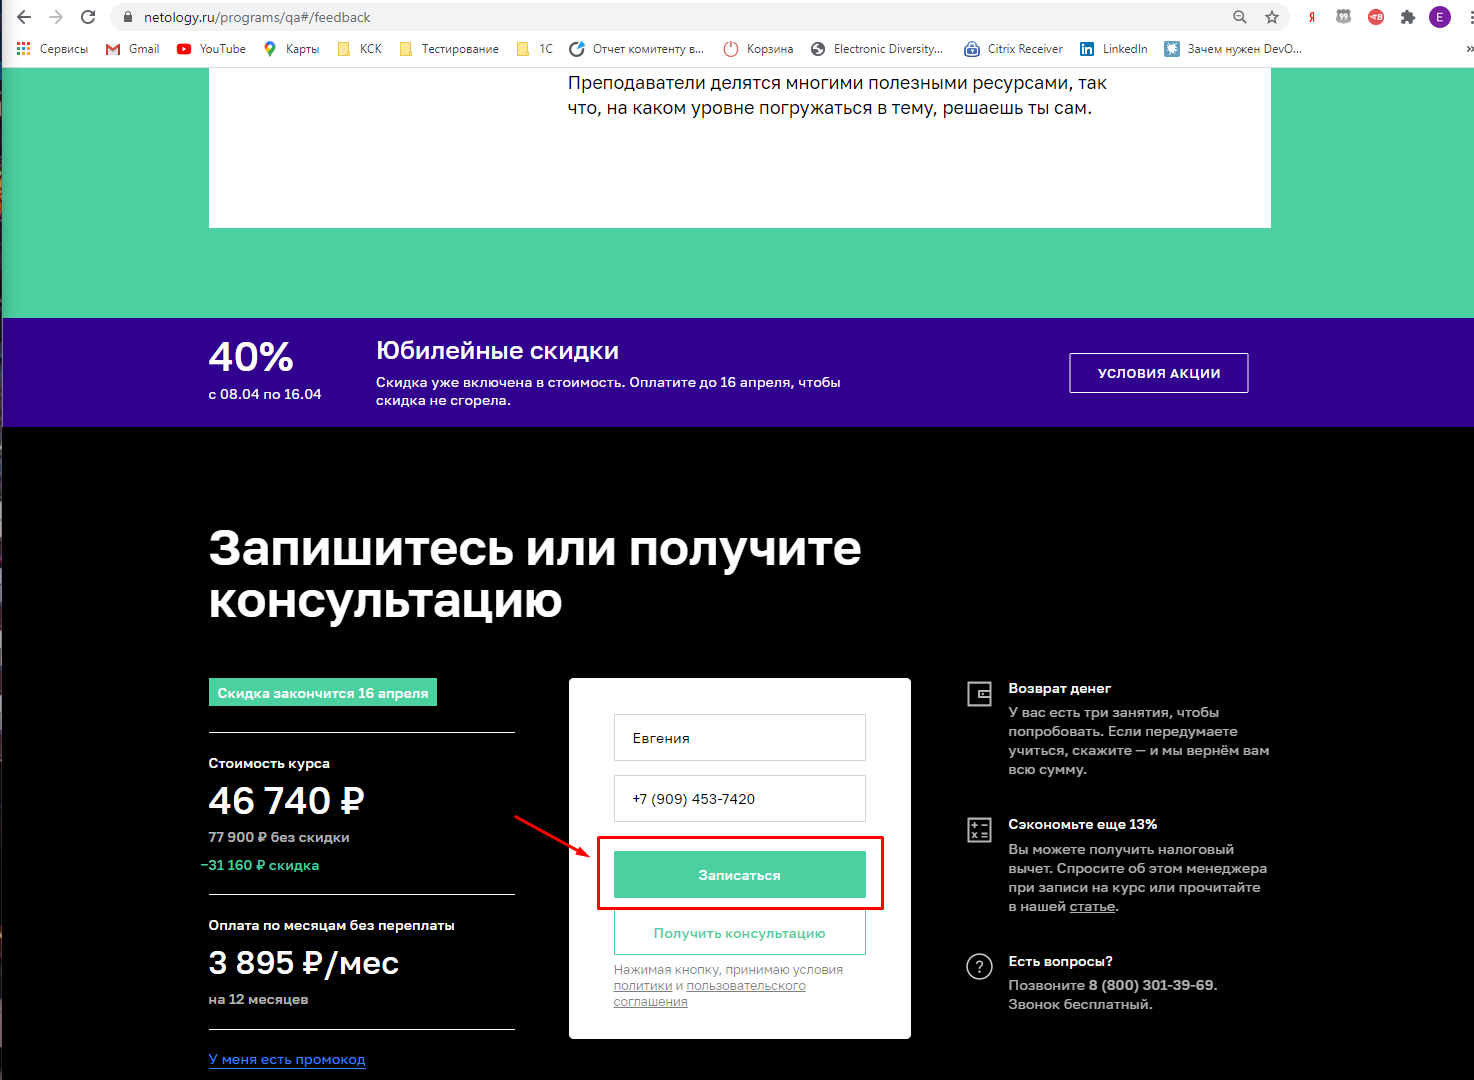 netology.ru/programs/qa#/feedback
Я
99
E
Сервисы
Gmail
YouTube
Карты
КСК
Тестирование
1С
Отчет комитенту в...
Корзина
Electronic Diversity...
Citrix Receiver
LinkedIn
Зачем нужен DevO...
»
Преподаватели делятся многими полезными ресурсами, так
что, на каком уровне погружаться в тему, решаешь ты сам.
40%
с 08.04 по 16.04
Юбилейные скидки
Скидка уже включена в стоимость. Оплатите до 16 апреля, чтобы
скидка не сгорела.
УСЛОВИЯ АКЦИИ
Запишитесь или получите
консультацию
Скидка закончится 16 апреля
Стоимость курса
46 740 ₽
77 900 ₽ без скидки
−31 160 ₽ скидка
Оплата по месяцам без переплаты
3 895 ₽/мес
на 12 месяцев
У меня есть промокод
Евгения
+7 (909) 453-7420
Записаться
Получить консультацию
Нажимая кнопку, принимаю условия
политики и пользовательского
соглашения
Возврат денег
У вас есть три занятия, чтобы
попробовать. Если передумаете
учиться, скажите — и мы вернём вам
всю сумму.
Сэкономьте еще 13%
Вы можете получить налоговый
вычет. Спросите об этом менеджера
при записи на курс или прочитайте
в нашей статье.
Есть вопросы?
Позвоните 8 (800) 301-39-69.
Звонок бесплатный.